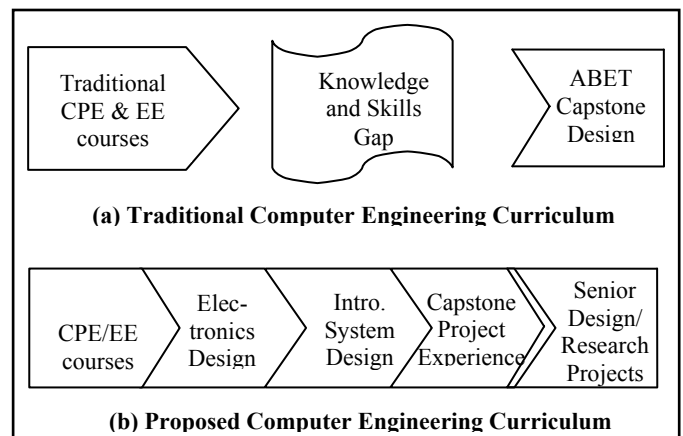 Traditional
CPE & EE
courses
Knowledge
and Skills
Gap
ABET
Capstone
Design
(a) Traditional Computer Engineering Curriculum
CPE/EE
courses
Elec-
tronics
Design
Intro.
System
Design
Capstone
Project
Experience
Senior
Design/
Research
Projects
(b) Proposed Computer Engineering Curriculum